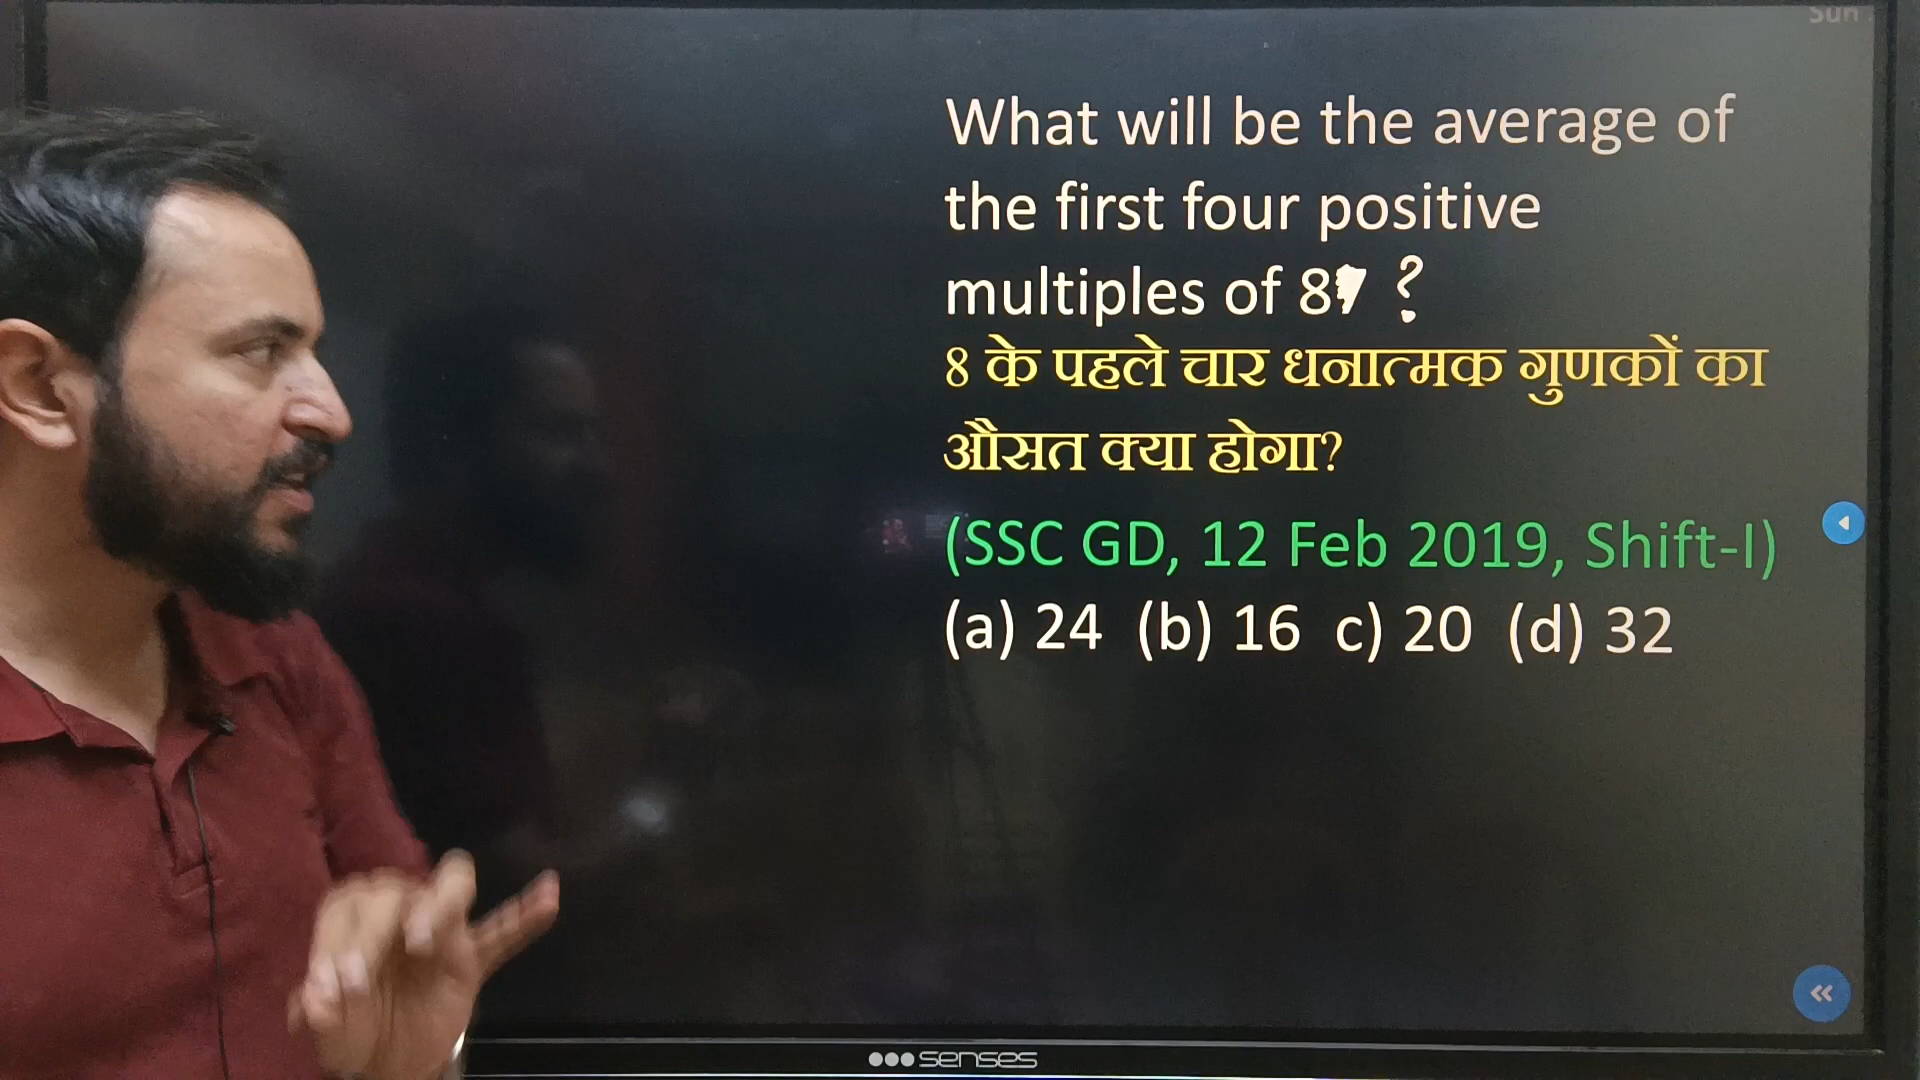 Sun
What will be the average of
the first four positive
multiples of 8 ?
8 के पहले चार धनात्मक गुणकों का
औसत क्या होगा?
(SSC GD, 12 Feb 2019, Shift-I)
(a) 24 (b) 16 c) 20 (d) 32
senses